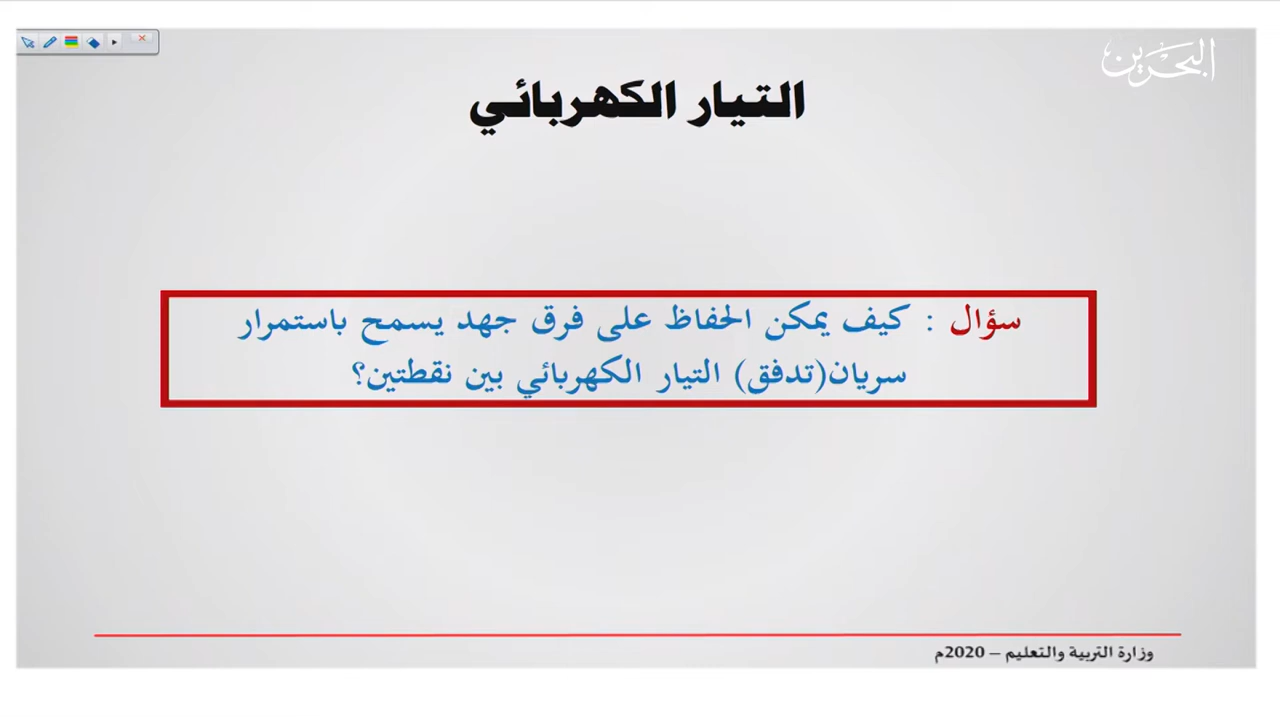 البحرين
التيار الكهربائي
سؤال : كيف يمكن الحفاظ على فرق جهد يسمح باستمرار
سريان(تدفق) التيار الكهربائي بين نقطتين؟
وزارة التربية والتعليم – 2020م